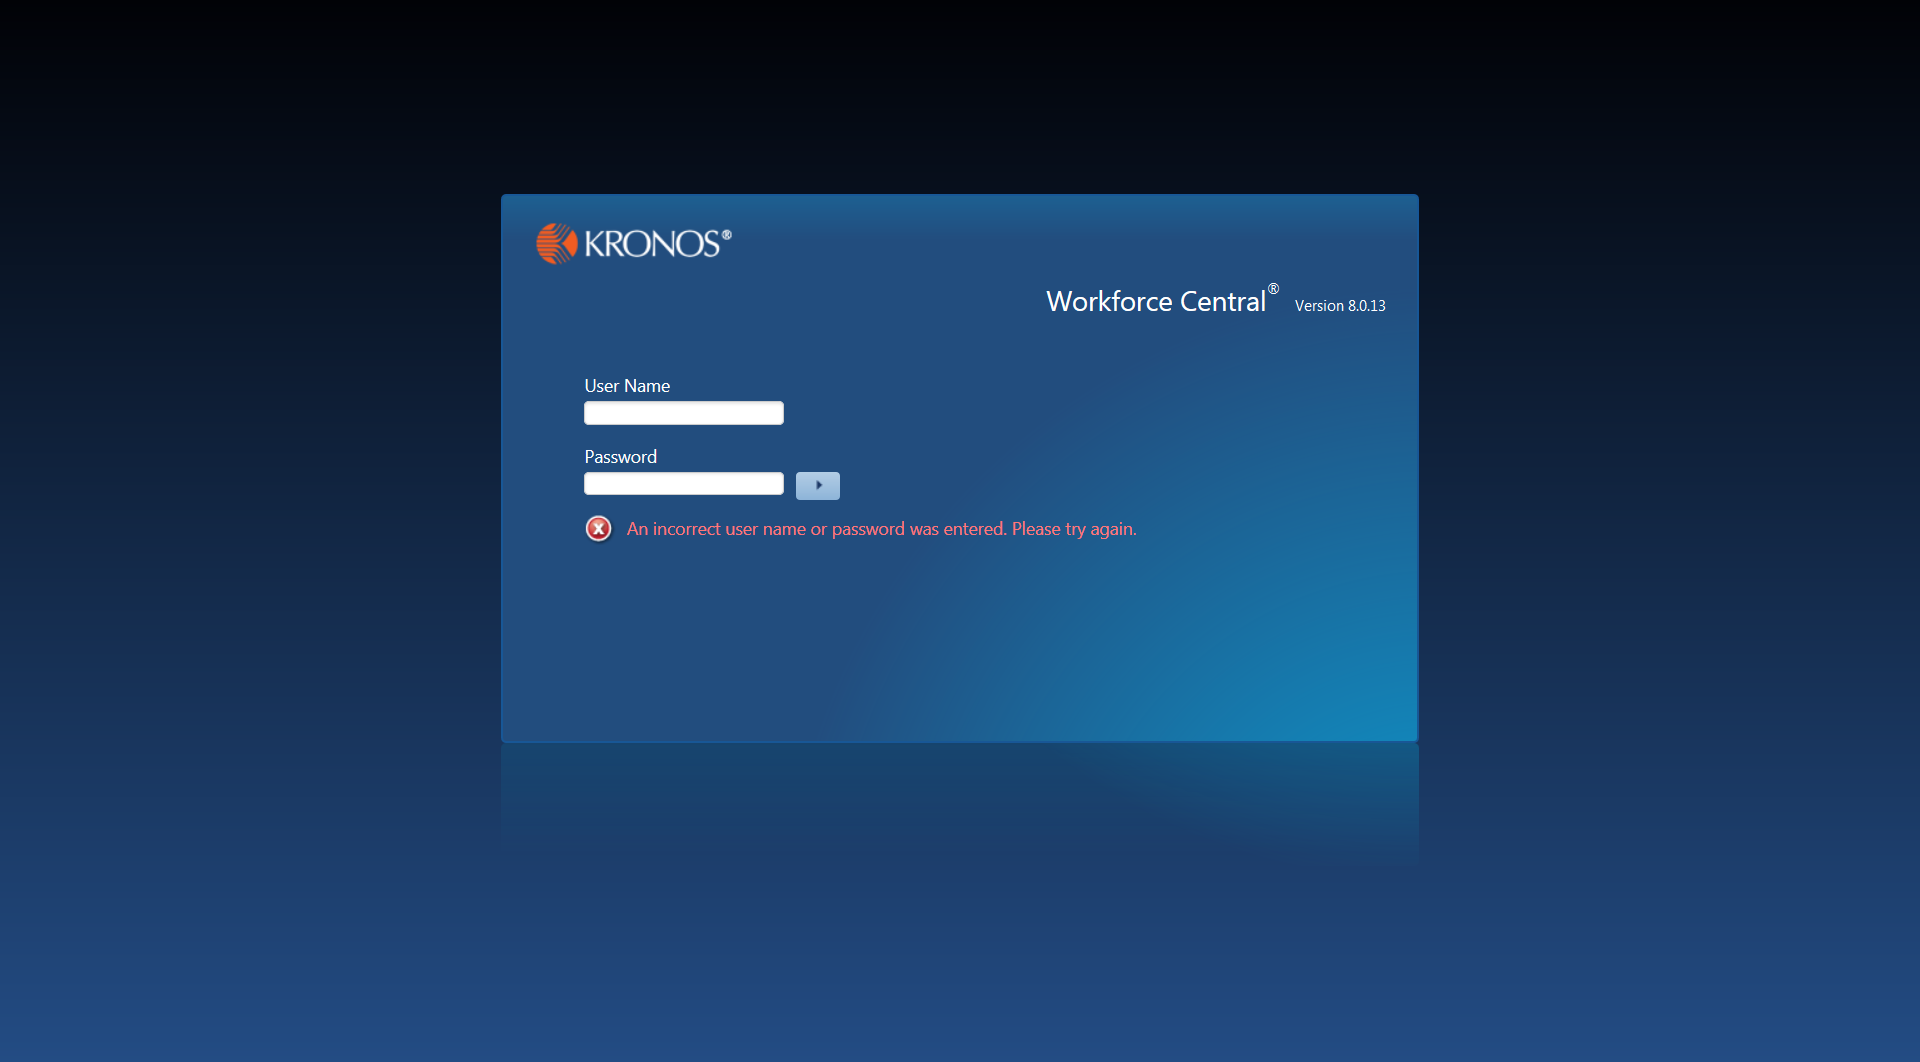 KRONOS®
Workforce Central® Version 8.0.13
User Name
Password
An incorrect user name or password was entered. Please try again.